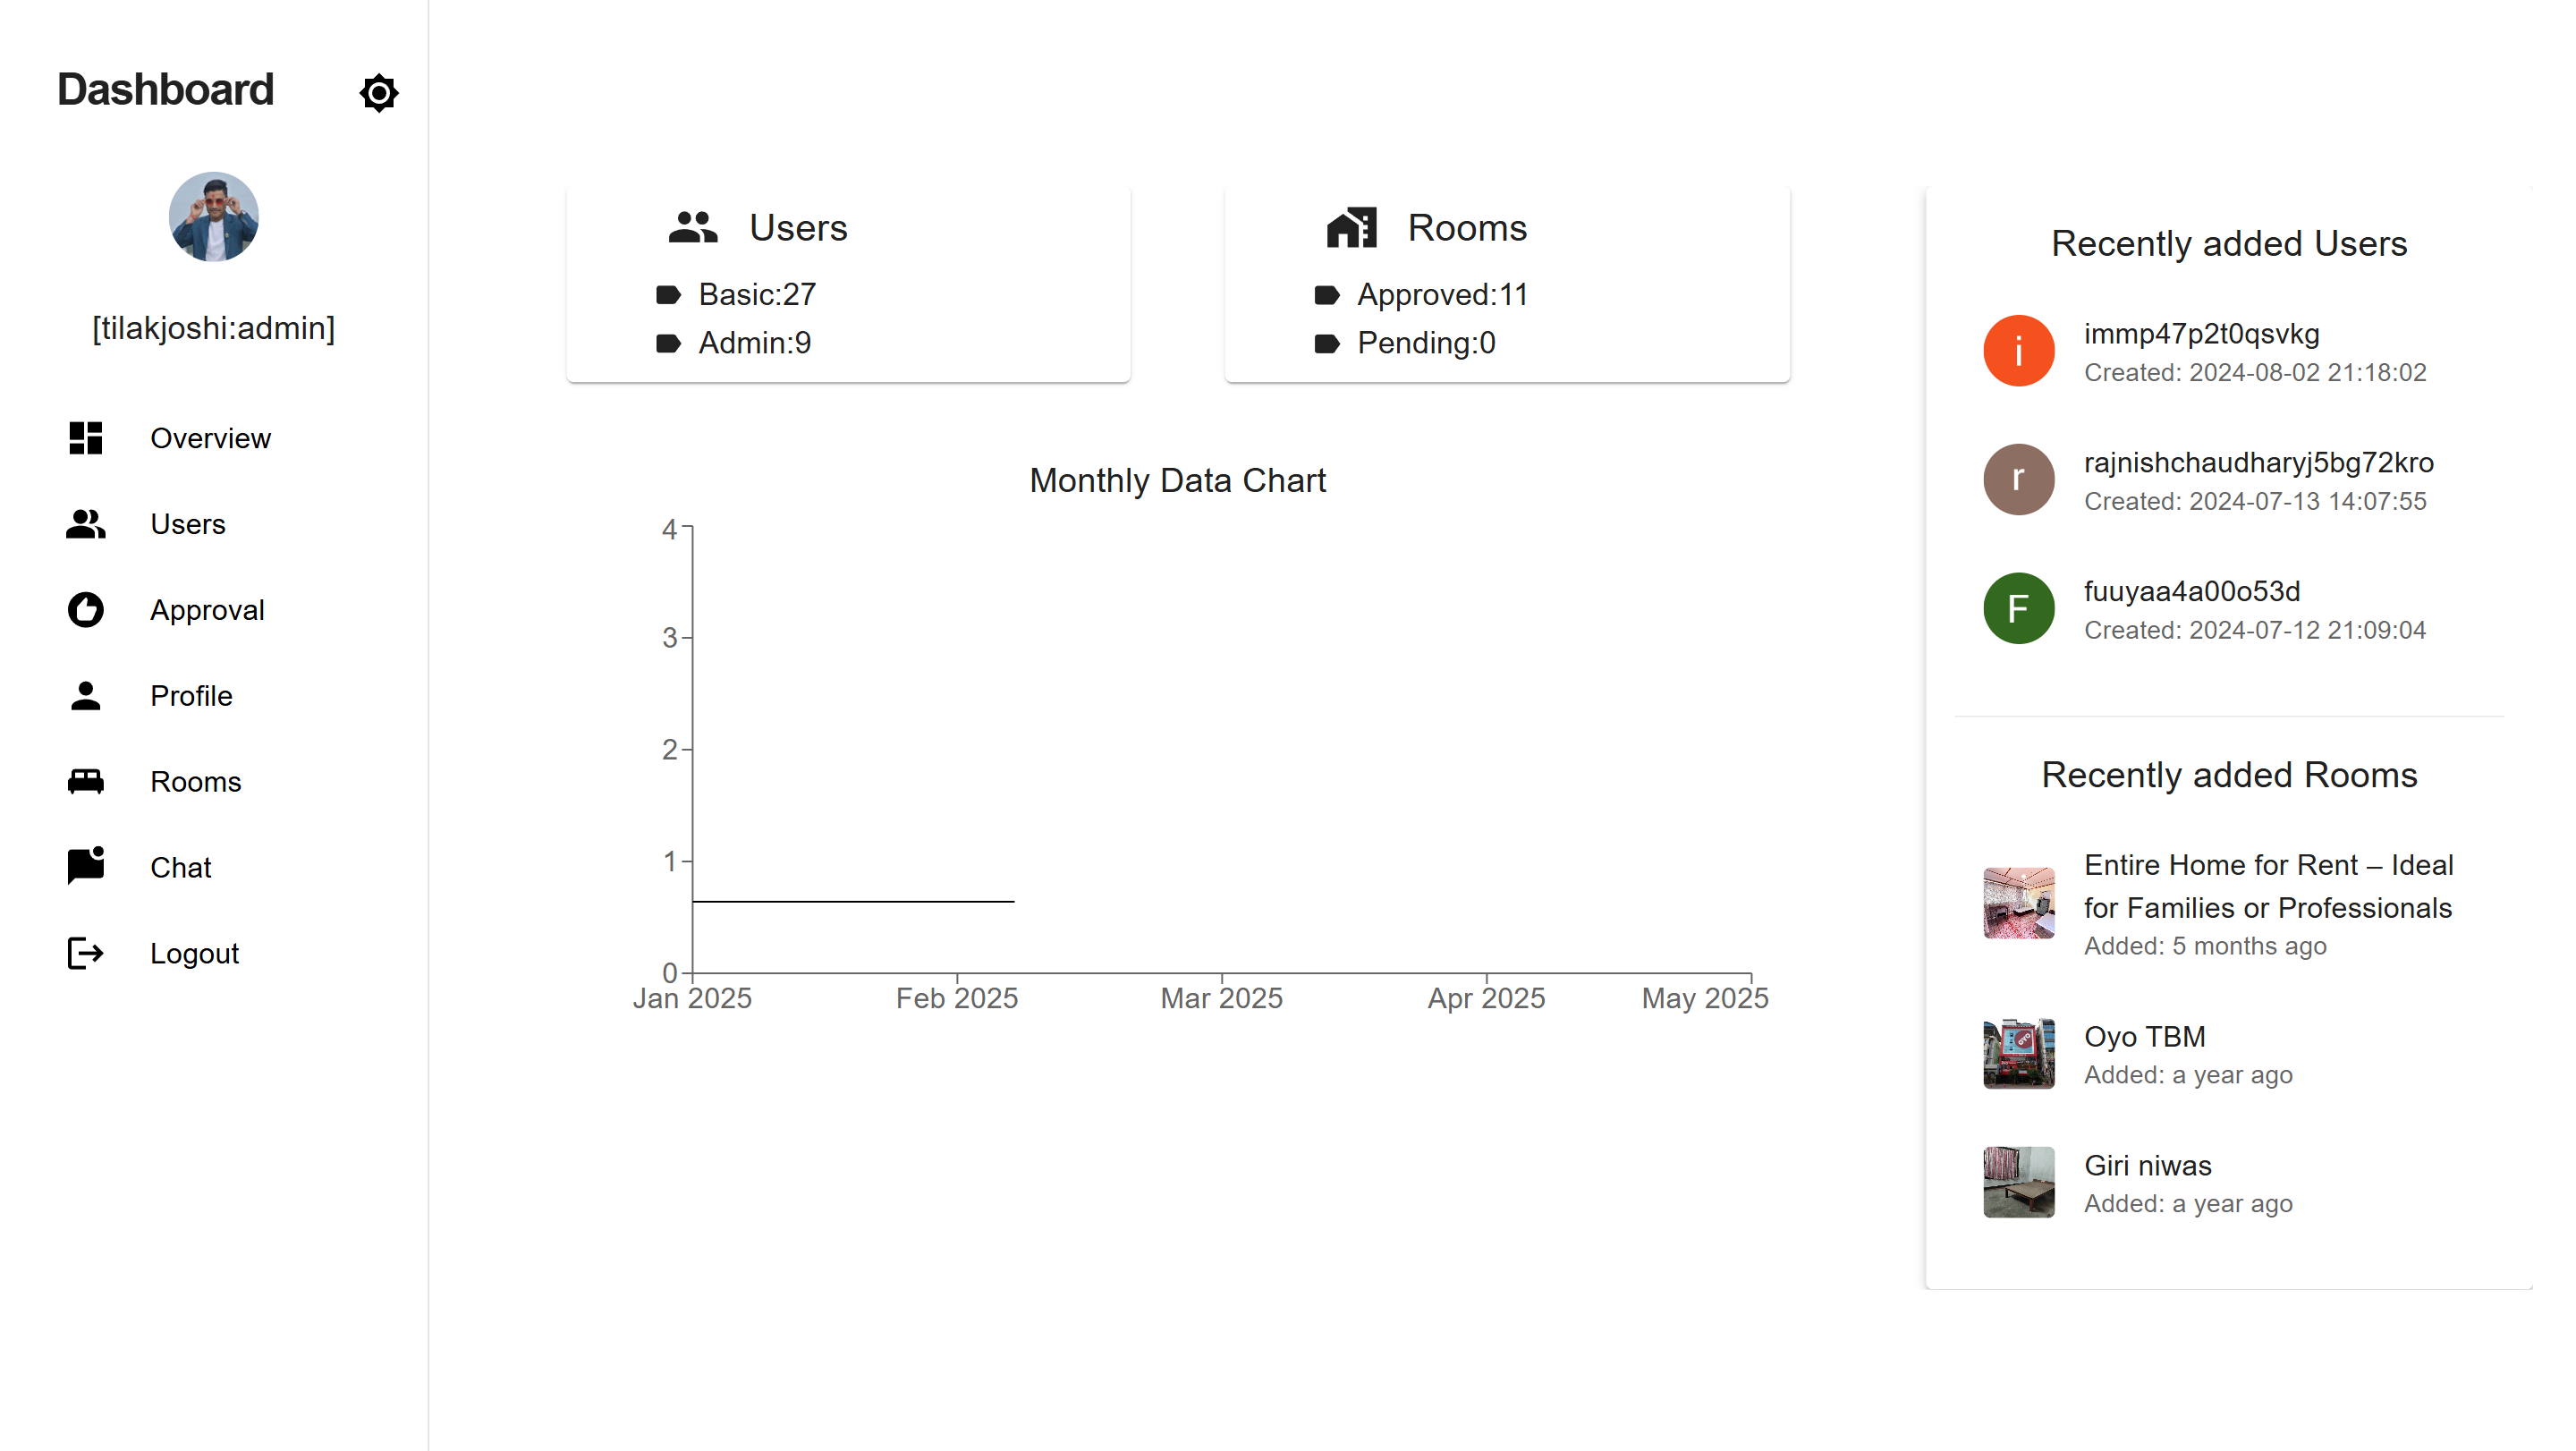 Dashboard
[tilakjoshi:admin]
Overview
Users
Approval
Profile
Rooms
Chat
Logout
Users
Basic:27
Admin:9
Rooms
Approved:11
Pending:0
Monthly Data Chart
4
3
2
1
0
Jan 2025
Feb 2025
Mar 2025
Apr 2025
May 2025
Recently added Users
i
immp47p2t0qsvkg
Created: 2024-08-02 21:18:02
r
rajnishchaudharyj5bg72kro
Created: 2024-07-13 14:07:55
F
fuuyaa4a00o53d
Created: 2024-07-12 21:09:04
Recently added Rooms
Entire Home for Rent – Ideal
for Families or Professionals
Added: 5 months ago
OYO
Oyo TBM
Added: a year ago
Giri niwas
Added: a year ago